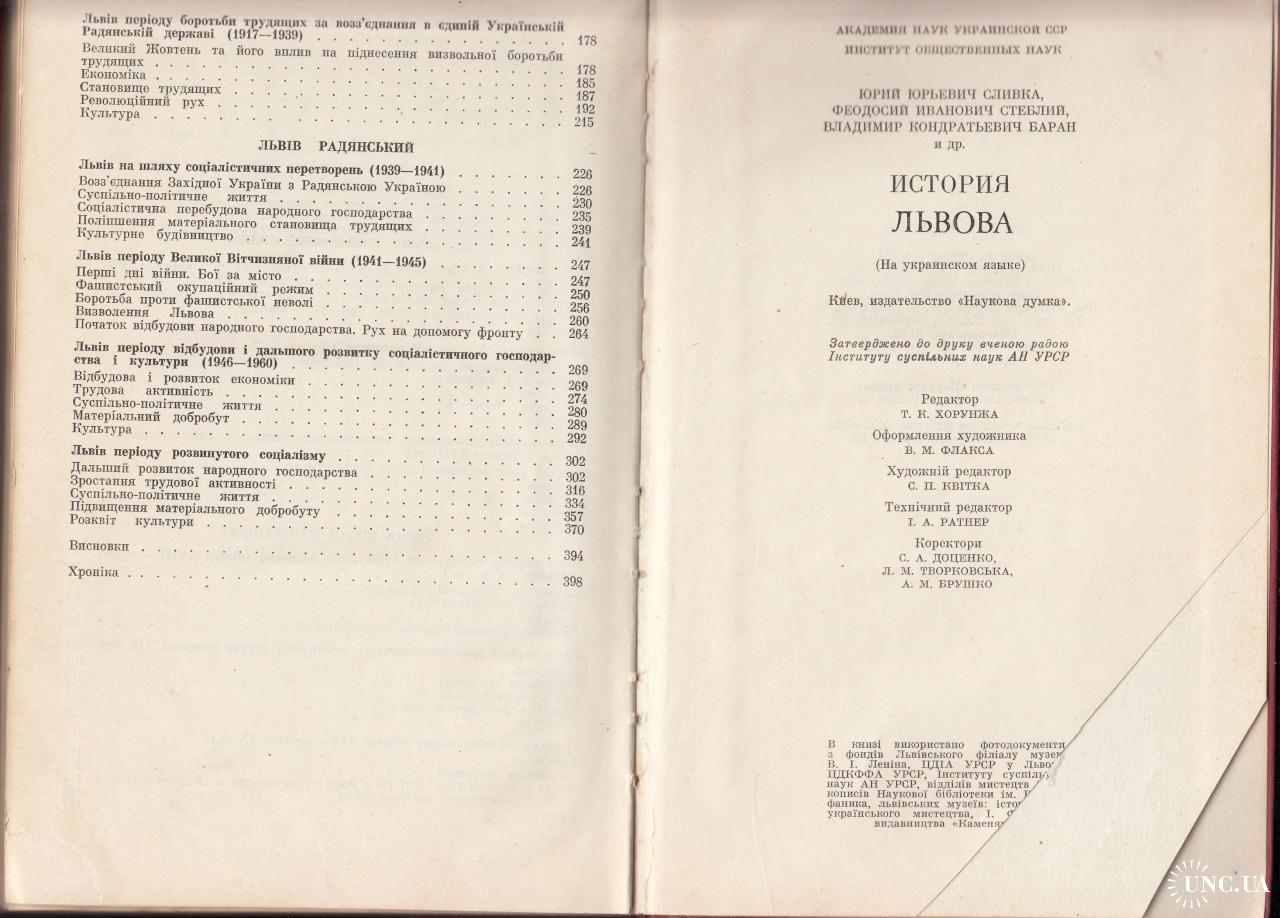 Львів періоду боротьби трудящих за возз'єднання в єдиній Українській
Радянській державі (1917—1939) . . . . . . . . . . . 178
Великий Жовтень та його вплив на піднесення визвольної боротьби
трудящих . . . . . . . . . . . . . . . . . 178
Економіка . . . . . . . . . . . . . . . . . 185
Становище трудящих . . . . . . . . . . . . . . 187
Революційний рух . . . . . . . . . . . . . . . 192
Культура . . . . . . . . . . . . . . . . . 215
ЛЬВІВ РАДЯНСЬКИЙ
Львів на шляху соціалістичних перетворень (1939—1941) . . . . . . . 226
Возз'єднання Західної України з Радянською Україною . . . . . . 226
Суспільно-політичне життя . . . . . . . . . . . . . 230
Соціалістична перебудова народного господарства . . . . . . . 235
Поліпшення матеріального становища трудящих . . . . . . . 239
Культурне будівництво . . . . . . . . . . . . . . 241
Львів періоду Великої Вітчизняної війни (1941—1945) . . . . . . . 247
Перші дні війни. Бої за місто . . . . . . . . . . . . 247
Фашистський окупаційний режим . . . . . . . . . . . 250
Боротьба проти фашистської неволі . . . . . . . . . . . 256
Визволення Львова . . . . . . . . . . . . . . . 260
Початок відбудови народного господарства. Рух на допомогу фронту . . 264
Львів періоду відбудови і дальшого розвитку соціалістичного господар-
ства і культури (1946—1960) . . . . . . . . . . . . . 269
Відбудова і розвиток економіки . . . . . . . . . . . . 269
Трудова активність . . . . . . . . . . . . . . . 274
Суспільно-політичне життя . . . . . . . . . . . . . 280
Матеріальний добробут . . . . . . . . . . . . . . 289
Культура . . . . . . . . . . . . . . . . . 292
Львів періоду розвинутого соціалізму . . . . . . . . . . . 302
Дальший розвиток народного господарства . . . . . . . . . 302
Зростання трудової активності . . . . . . . . . . . . 316
Суспільно-політичне життя . . . . . . . . . . . . . 334
Підвищення матеріального добробуту . . . . . . . . . . 357
Розквіт культури . . . . . . . . . . . . . . . 370
Висновки . . . . . . . . . . . . . . . . . 394
Хроніка . . . . . . . . . . . . . . . . . . 398
АКАДЕМИЯ НАУК УКРАИНСКОЙ ССР
ИНСТИТУТ ОБЩЕСТВЕННЫХ НАУК
ЮРИЙ ЮРЬЕВИЧ СЛИВКА,
ФЕОДОСИЙ ИВАНОВИЧ СТЕБЛИЙ,
ВЛАДИМИР КОНДРАТЬЕВИЧ БАРАН
и др.
ИСТОРИЯ
ЛЬВОВА
(На украинском языке)
Киев, издательство «Наукова думка».
Затверджено до друку вченою радою
Інституту суспільних наук АН УРСР
Редактор
Т. К. ХОРУНЖА
Оформлення художника
В. М. ФЛАКСА
Художній редактор
С. П. КВІТКА
Технічний редактор
І. А. РАТНЕР
Коректори
С. А. ДОЦЕНКО,
Л. М. ТВОРКОВСЬКА,
А. М. БРУШКО
В книзі використано фотодокументи
з фондів Львівського філіалу
В. І. Леніна, ЦДІА УРСР у
ЦДКФФА УРСР, Інституту
наук АН УРСР, відділів мистецтв
кописів Наукової бібліотеки ім.
фаника, львівських музеїв:
українського мистецтва, І.
видавництва
UNC.UA